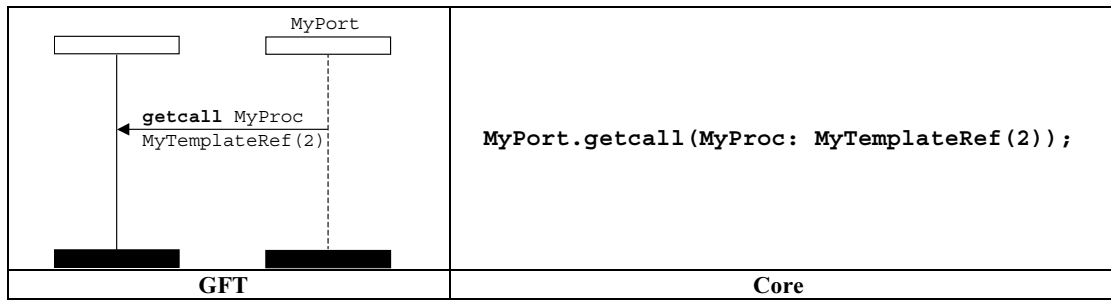 MyPort
getcall MyProc
MyTemplateRef(2)
MyPort.getcall(MyProc: MyTemplateRef(2));
GFT
Core